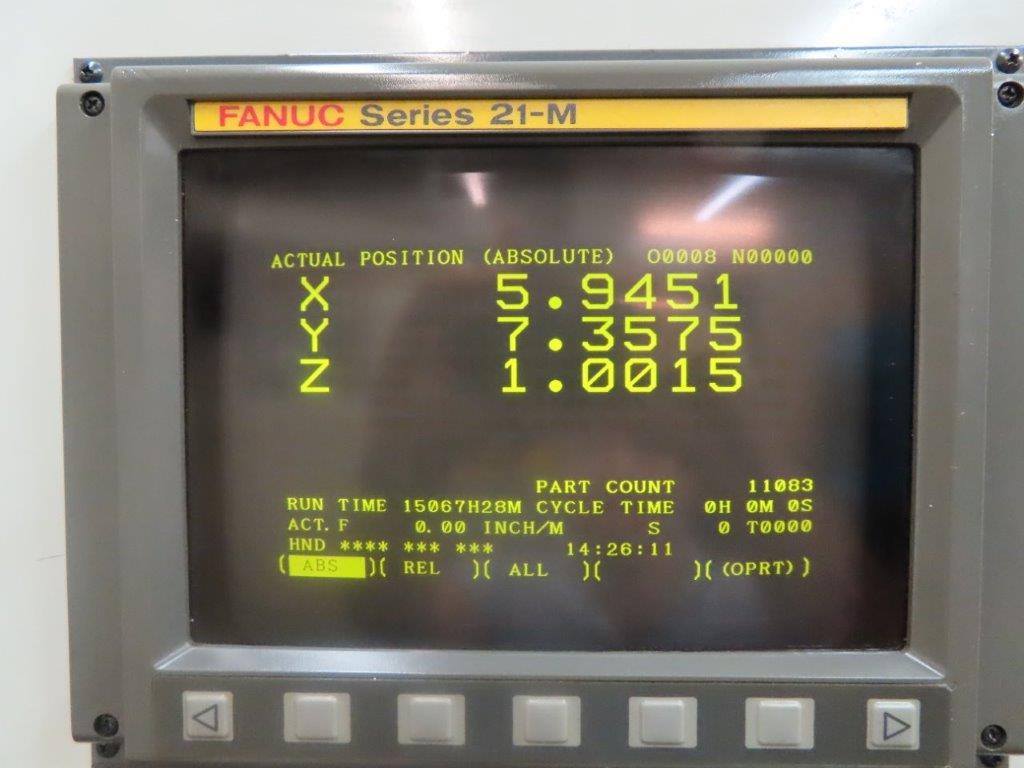 FANUC Series 21-M
ACTUAL POSITION (ABSOLUTE) O0008 N00000
X 5.9451
Y 7.3575
Z 1.0015
PART COUNT 11083
RUN TIME 15067H28M CYCLE TIME 0H 0M 0S
ACT. F 0.00 INCH/M S 0 T0000
HND **** *** *** 14:26:11
( ABS )( REL )( ALL )( )( (OPRT) )